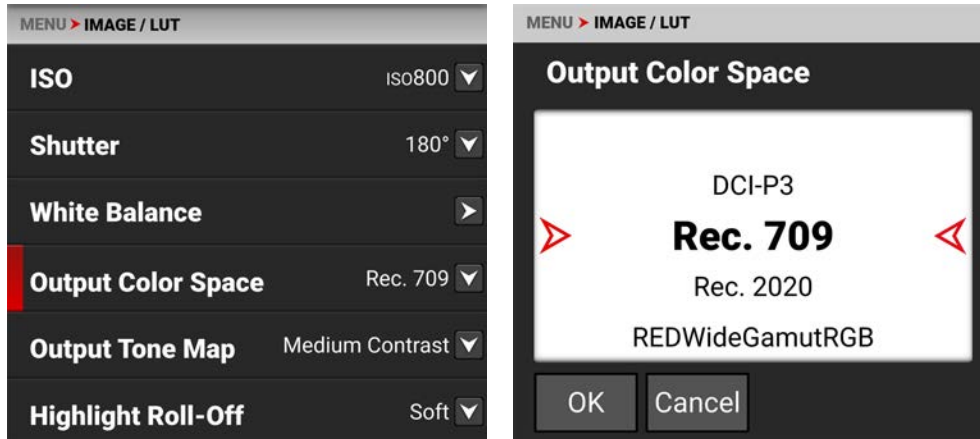 MENU > IMAGE / LUT
ISO ISO800
Shutter 180°
White Balance
Output Color Space Rec. 709
Output Tone Map Medium Contrast
Highlight Roll-Off Soft
MENU > IMAGE / LUT
Output Color Space
DCI-P3
Rec. 709
Rec. 2020
REDWideGamutRGB
OK Cancel